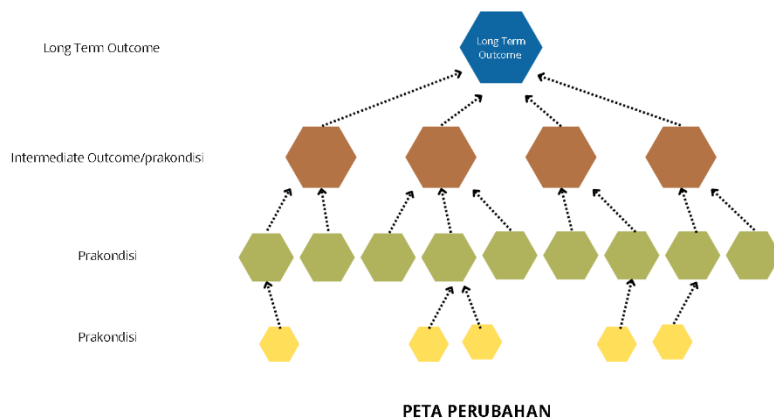 Long Term Outcome
Long Term
Outcome
Intermediate Outcome/prakondisi
Prakondisi
Prakondisi
PETA PERUBAHAN